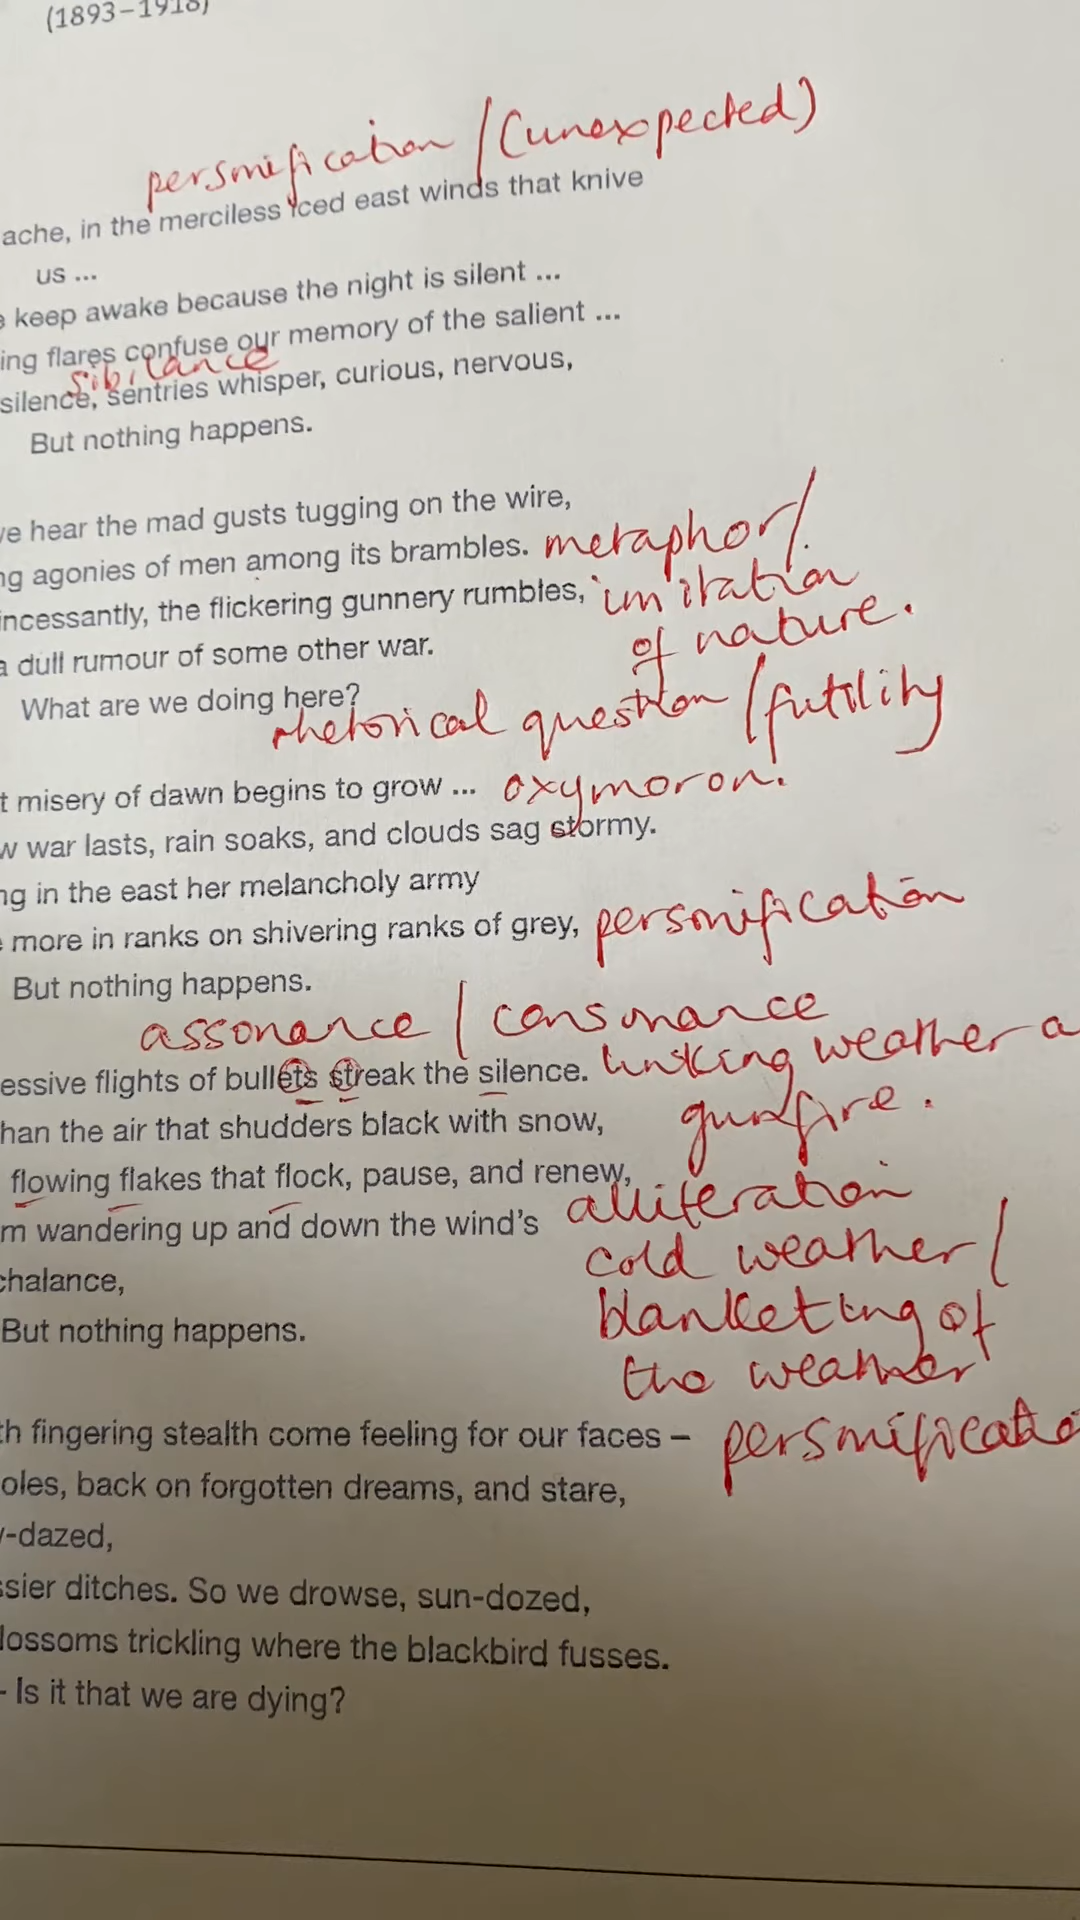 (1893–1918)
personification / (unexpected)
ache, in the merciless iced east winds that knive
us ...
keep awake because the night is silent ...
ing flares confuse our memory of the salient ...
sibilance
silence, sentries whisper, curious, nervous,
But nothing happens.
ve hear the mad gusts tugging on the wire,
ng agonies of men among its brambles. metaphor /
incessantly, the flickering gunnery rumbles, imitation
of nature.
a dull rumour of some other war.
What are we doing here?
rhetorical question / futility
t misery of dawn begins to grow ... oxymoron.
w war lasts, rain soaks, and clouds sag stormy.
ng in the east her melancholy army
more in ranks on shivering ranks of grey, personification
But nothing happens.
assonance / consonance
essive flights of bullets streak the silence. linking weather a
gunfire.
han the air that shudders black with snow,
flowing flakes that flock, pause, and renew,
alliteration
m wandering up and down the wind's
cold weather /
chalance,
blanketing of
But nothing happens.
the weather
th fingering stealth come feeling for our faces – personificatio
oles, back on forgotten dreams, and stare,
-dazed,
ssier ditches. So we drowse, sun-dozed,
lossoms trickling where the blackbird fusses.
- Is it that we are dying?